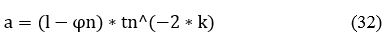 a = (l − φn) * tn^(−2 * k) (32)